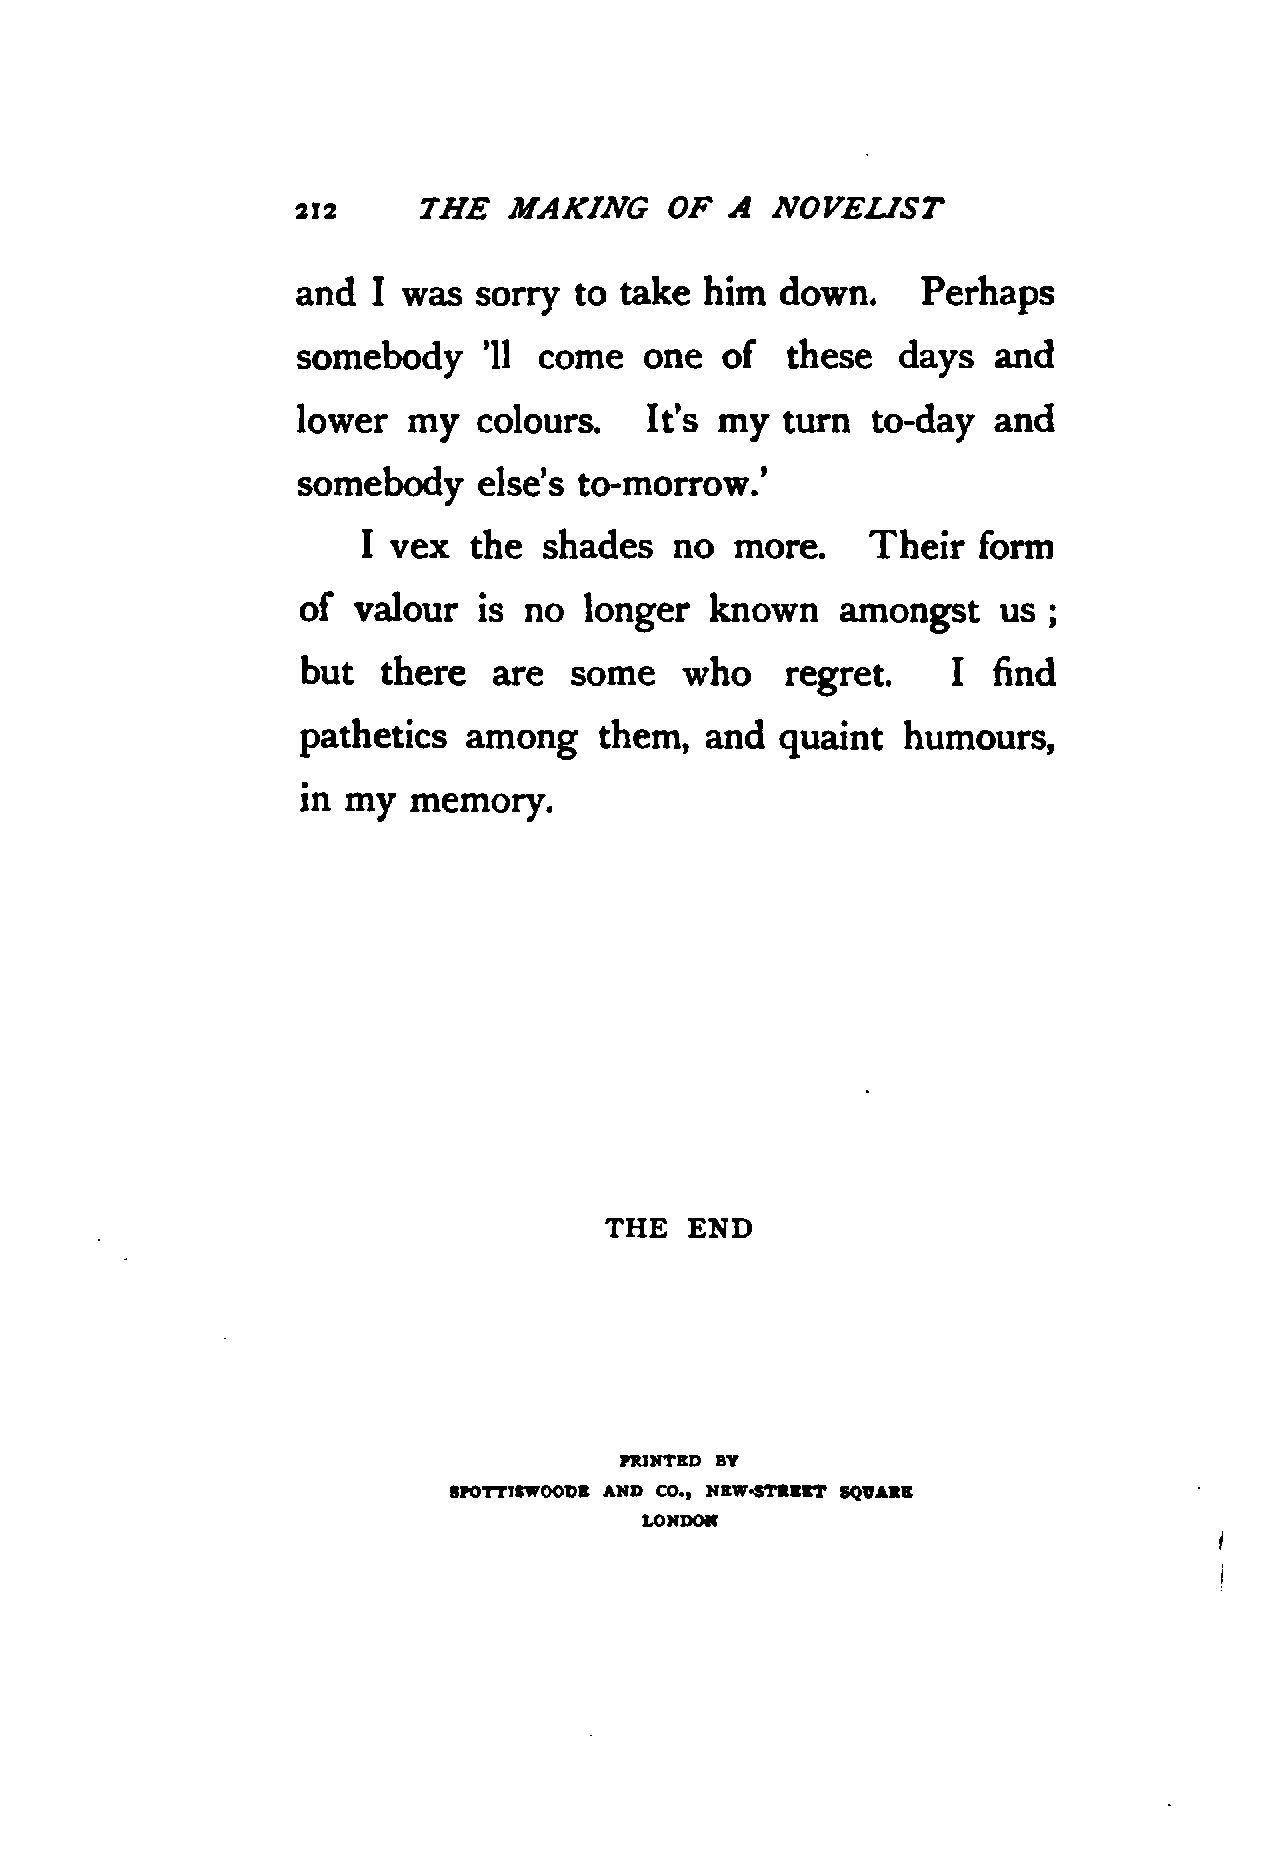 212 THE MAKING OF A NOVELIST
and I was sorry to take him down. Perhaps
somebody 'll come one of these days and
lower my colours. It's my turn to-day and
somebody else's to-morrow.'
I vex the shades no more. Their form
of valour is no longer known amongst us ;
but there are some who regret. I find
pathetics among them, and quaint humours,
in my memory.
THE END
PRINTED BY
SPOTTISWOODE AND CO., NEW-STREET SQUARE
LONDON